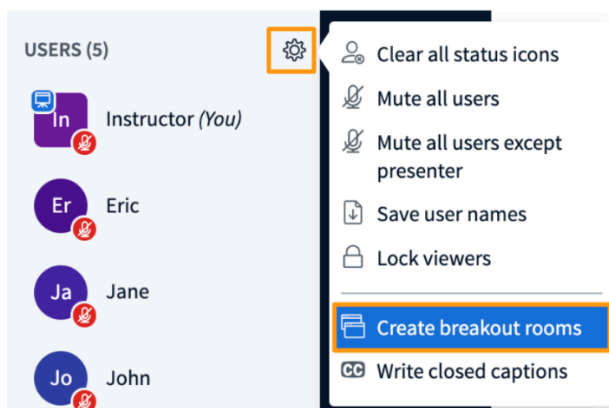 USERS (5)
In
Instructor (You)
Er
Eric
Ja
Jane
Jo
John
Clear all status icons
Mute all users
Mute all users except
presenter
Save user names
Lock viewers
Create breakout rooms
CC Write closed captions